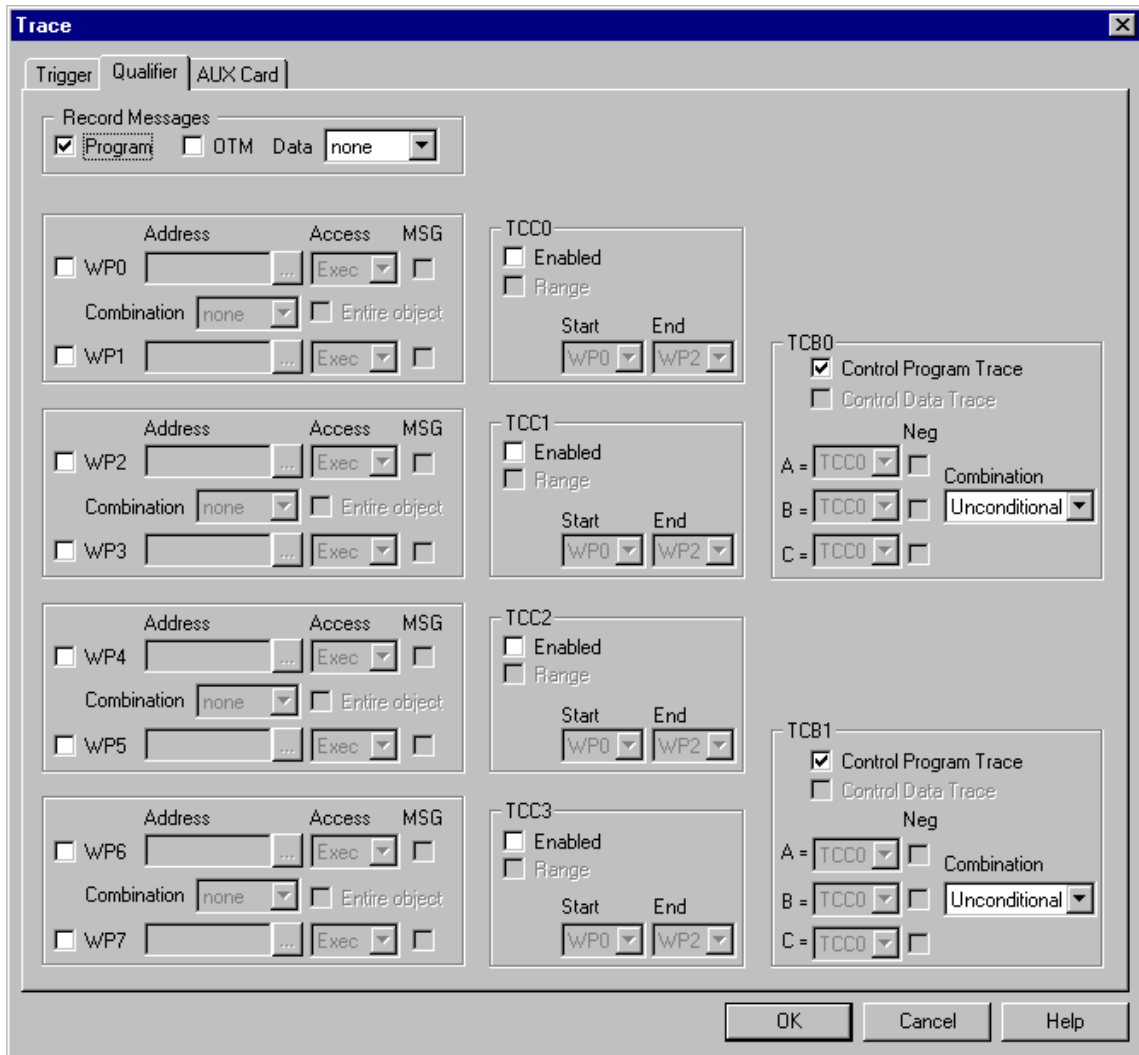 Trace
Trigger Qualifier AUX Card
Record Messages
Program OTM Data none
Address Access MSG
WP0 ... Exec
Combination none Entire object
WP1 ... Exec
TCC0
Enabled
Range
Start End
WP0 WP2
Address Access MSG
WP2 ... Exec
Combination none Entire object
WP3 ... Exec
TCC1
Enabled
Range
Start End
WP0 WP2
TCB0
Control Program Trace
Control Data Trace
Neg
A = TCC0
Combination
B = TCC0 Unconditional
C = TCC0
Address Access MSG
WP4 ... Exec
Combination none Entire object
WP5 ... Exec
TCC2
Enabled
Range
Start End
WP0 WP2
Address Access MSG
WP6 ... Exec
Combination none Entire object
WP7 ... Exec
TCC3
Enabled
Range
Start End
WP0 WP2
TCB1
Control Program Trace
Control Data Trace
Neg
A = TCC0
Combination
B = TCC0 Unconditional
C = TCC0
OK Cancel Help